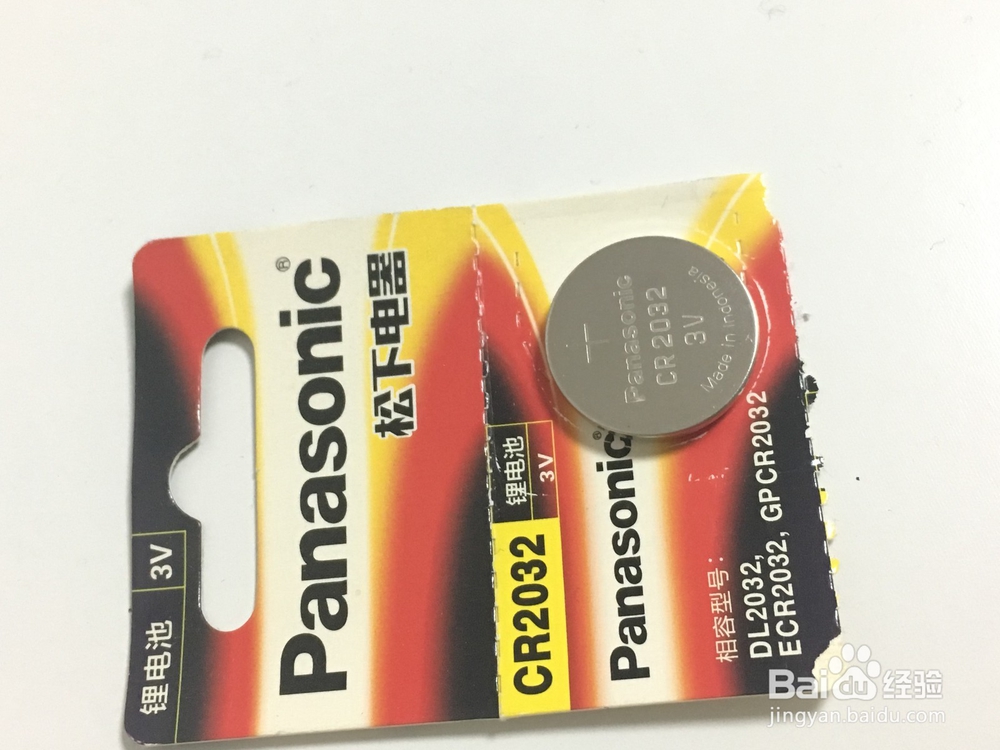 锂电池 3V
Panasonic®
松下电器
锂电池
3V
CR2032
Panasonic®
相容型号：
DL2032,
ECR2032, GPCR2032
Panasonic
CR2032
3V
Made in Indonesia
Baidu经验
jingyan.baidu.com